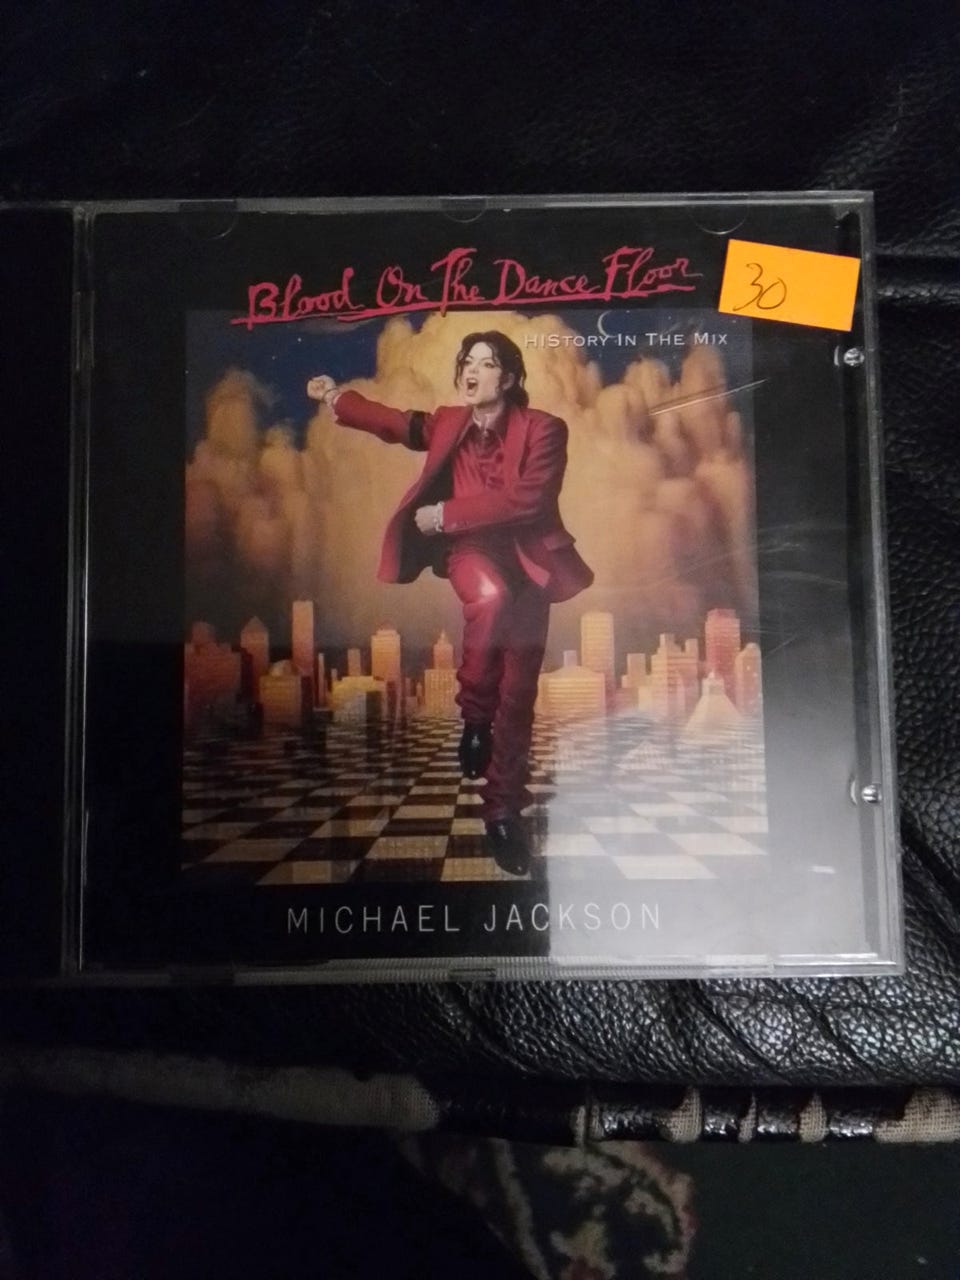 Blood On The Dance Floor
30
HIStory In The Mix
MICHAEL JACKSON